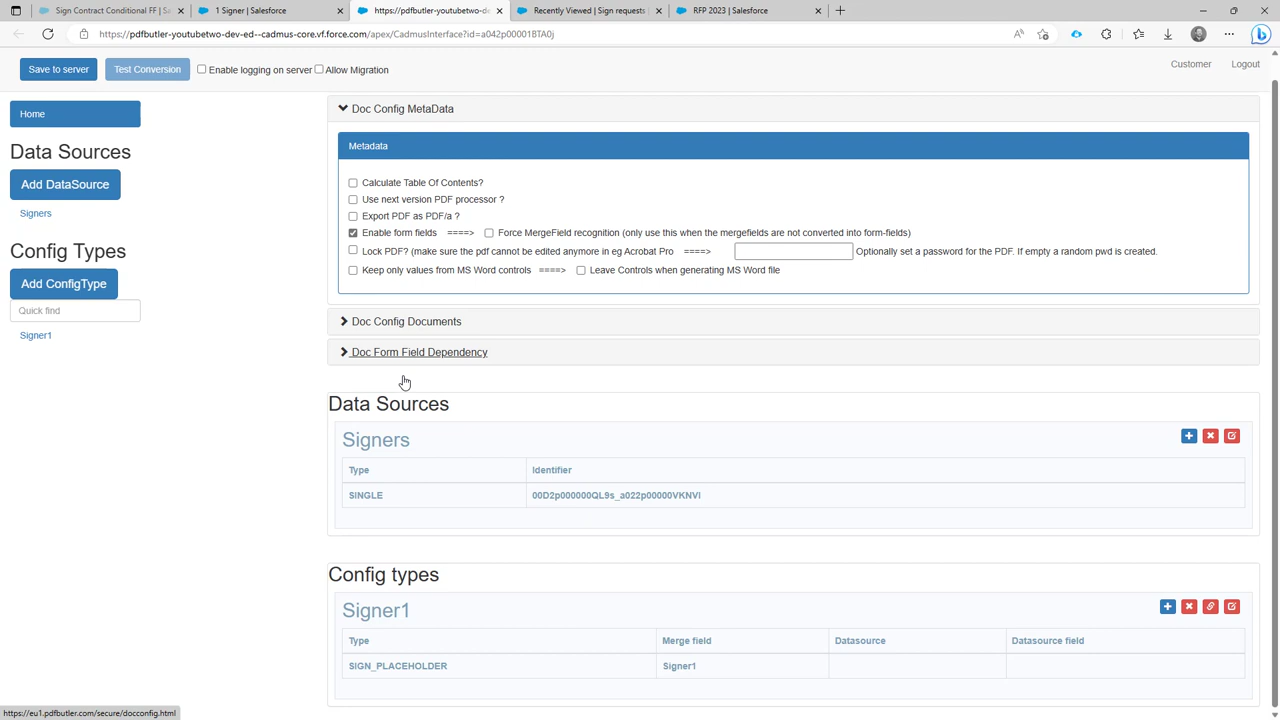 Sign Contract Conditional FF | Sa
1 Signer | Salesforce
https://pdfbutler-youtubetwo-de
Recently Viewed | Sign requests |
RFP 2023 | Salesforce
https://pdfbutler-youtubetwo-dev-ed--cadmus-core.vf.force.com/apex/CadmusInterface?id=a042p00001BTA0j
Save to server
Test Conversion
Enable logging on server
Allow Migration
Customer
Logout
Home
Data Sources
Add DataSource
Signers
Config Types
Add ConfigType
Quick find
Signer1
Doc Config MetaData
Metadata
Calculate Table Of Contents?
Use next version PDF processor ?
Export PDF as PDF/a ?
Enable form fields ====> Force MergeField recognition (only use this when the mergefields are not converted into form-fields)
Lock PDF? (make sure the pdf cannot be edited anymore in eg Acrobat Pro ====> Optionally set a password for the PDF. If empty a random pwd is created.
Keep only values from MS Word controls ====> Leave Controls when generating MS Word file
Doc Config Documents
Doc Form Field Dependency
Data Sources
Signers
Type Identifier
SINGLE 00D2p000000QL9s_a022p00000VKNVl
Config types
Signer1
Type Merge field Datasource Datasource field
SIGN_PLACEHOLDER Signer1
https://eu1.pdfbutler.com/secure/docconfig.html